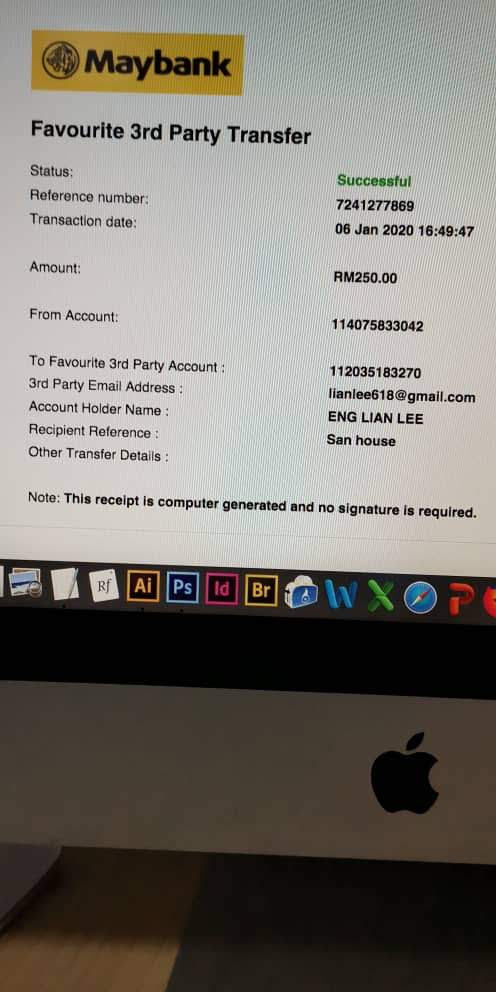 Maybank
Favourite 3rd Party Transfer
Status: Successful
Reference number: 7241277869
Transaction date: 06 Jan 2020 16:49:47
Amount: RM250.00
From Account: 114075833042
To Favourite 3rd Party Account : 112035183270
3rd Party Email Address : lianlee618@gmail.com
Account Holder Name : ENG LIAN LEE
Recipient Reference : San house
Other Transfer Details :
Note: This receipt is computer generated and no signature is required.
Rf Ai Ps Id Br W X P